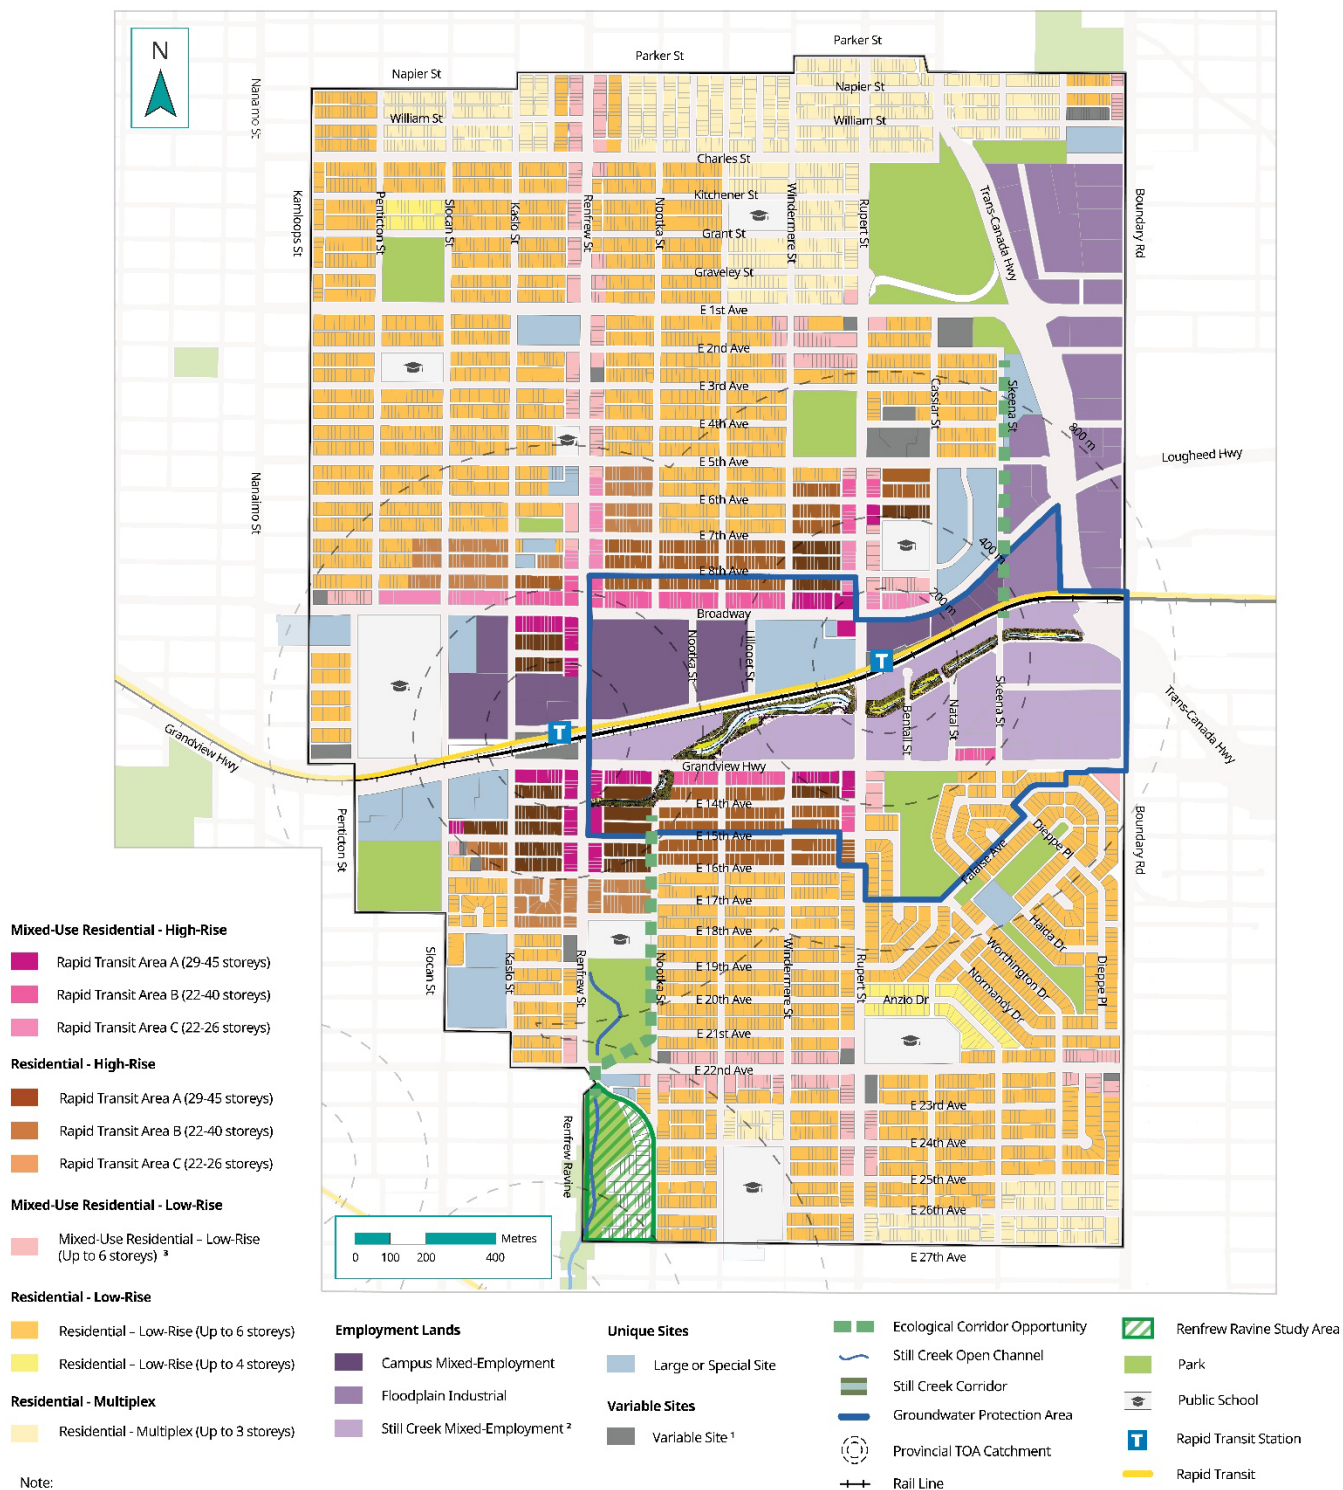 N
Parker St
Parker St
Napier St
Napier St
William St
William St
Nanaimo St
Charles St
Kitchener St
Grant St
Graveley St
Kamloops St
Penticton St
Slocan St
Kaslo St
Renfrew St
Nootka St
Windermere St
Rupert St
Trans-Canada Hwy
Boundary Rd
E 1st Ave
E 2nd Ave
E 3rd Ave
E 4th Ave
E 5th Ave
E 6th Ave
E 7th Ave
E 8th Ave
Cassiar St
Skeena St
800 m
400 m
200 m
Lougheed Hwy
Nanaimo St
Broadway
Nootka St
Lillooet St
T
T
Bentall St
Natal St
Skeena St
Trans-Canada Hwy
Grandview Hwy
Grandview Hwy
E 14th Ave
E 15th Ave
E 16th Ave
E 17th Ave
E 18th Ave
E 19th Ave
E 20th Ave
E 21st Ave
E 22nd Ave
Penticton St
Slocan St
Kaslo St
Renfrew St
Nootka St
Windermere St
Rupert St
Falaise Ave
Dieppe Pl
Haida Dr
Worthington Dr
Normandy Dr
Anzio Dr
Dieppe Pl
Boundary Rd
E 23rd Ave
E 24th Ave
E 25th Ave
E 26th Ave
E 27th Ave
Renfrew Ravine
Metres
0 100 200 400
Mixed-Use Residential - High-Rise
Rapid Transit Area A (29-45 storeys)
Rapid Transit Area B (22-40 storeys)
Rapid Transit Area C (22-26 storeys)
Residential - High-Rise
Rapid Transit Area A (29-45 storeys)
Rapid Transit Area B (22-40 storeys)
Rapid Transit Area C (22-26 storeys)
Mixed-Use Residential - Low-Rise
Mixed-Use Residential – Low-Rise
(Up to 6 storeys) ³
Residential - Low-Rise
Residential – Low-Rise (Up to 6 storeys)
Residential – Low-Rise (Up to 4 storeys)
Residential - Multiplex
Residential - Multiplex (Up to 3 storeys)
Note:
Employment Lands
Campus Mixed-Employment
Floodplain Industrial
Still Creek Mixed-Employment ²
Unique Sites
Large or Special Site
Variable Sites
Variable Site ¹
Ecological Corridor Opportunity
Still Creek Open Channel
Still Creek Corridor
Groundwater Protection Area
Provincial TOA Catchment
Rail Line
Renfrew Ravine Study Area
Park
Public School
T
Rapid Transit Station
Rapid Transit